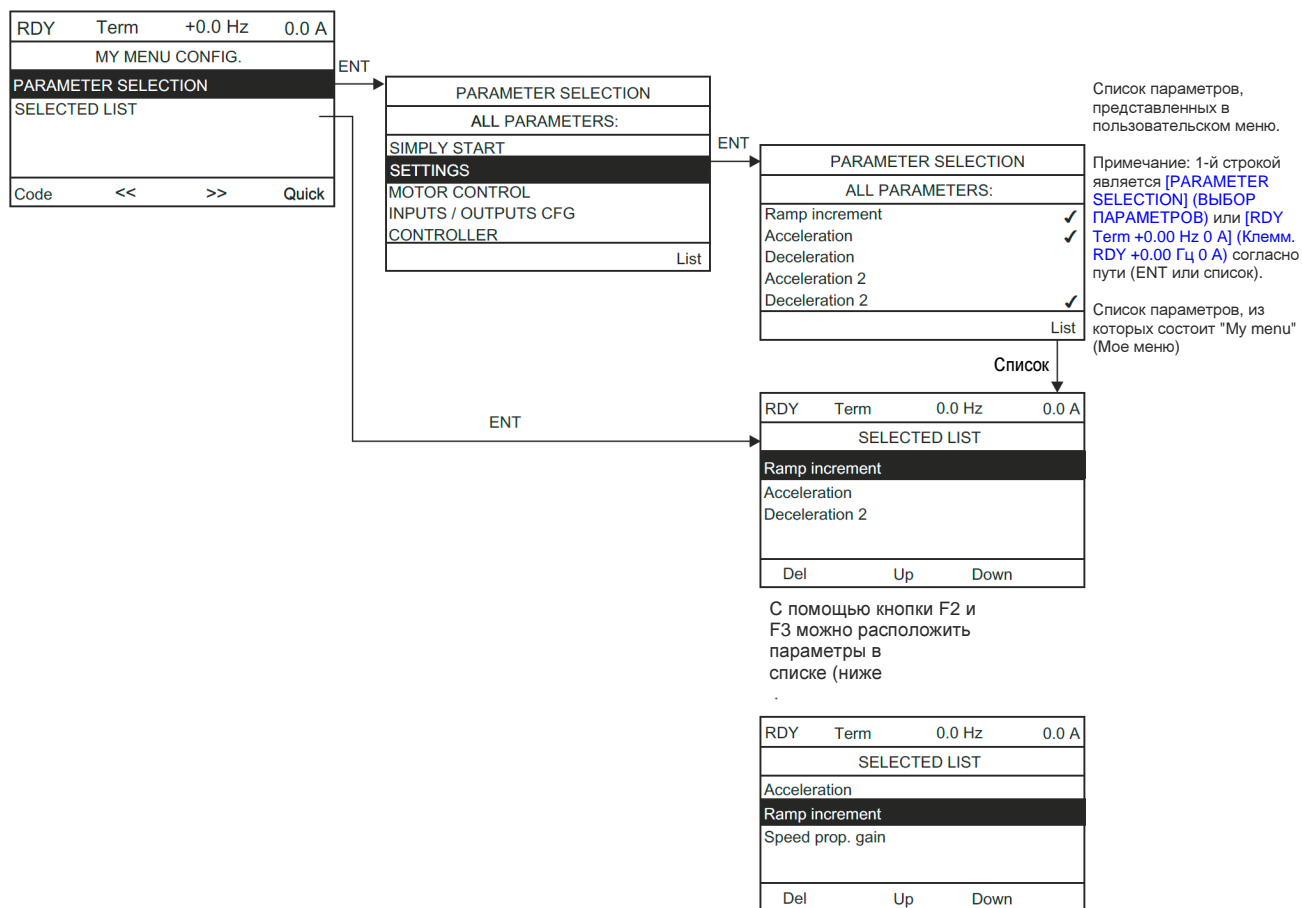 RDY Term +0.0 Hz 0.0 A
MY MENU CONFIG.
PARAMETER SELECTION
SELECTED LIST
Code << >> Quick
ENT
PARAMETER SELECTION
ALL PARAMETERS:
SIMPLY START
SETTINGS
MOTOR CONTROL
INPUTS / OUTPUTS CFG
CONTROLLER
List
ENT
PARAMETER SELECTION
ALL PARAMETERS:
Ramp increment ✓
Acceleration ✓
Deceleration
Acceleration 2
Deceleration 2 ✓
List
Список параметров,
представленных в
пользовательском меню.
Примечание: 1-й строкой
является [PARAMETER
SELECTION] (ВЫБОР
ПАРАМЕТРОВ) или [RDY
Term +0.00 Hz 0 A] (Клемм.
RDY +0.00 Гц 0 А) согласно
пути (ENT или список).
Список параметров, из
которых состоит "My menu"
(Мое меню)
Список
ENT
RDY Term 0.0 Hz 0.0 A
SELECTED LIST
Ramp increment
Acceleration
Deceleration 2
Del Up Down
С помощью кнопки F2 и
F3 можно расположить
параметры в
списке (ниже
.
RDY Term 0.0 Hz 0.0 A
SELECTED LIST
Acceleration
Ramp increment
Speed prop. gain
Del Up Down